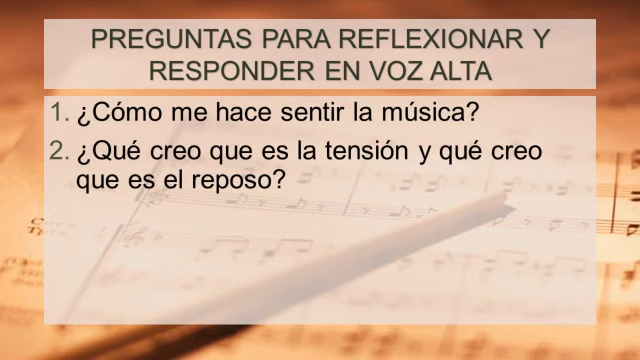 PREGUNTAS PARA REFLEXIONAR Y
RESPONDER EN VOZ ALTA
1. ¿Cómo me hace sentir la música?
2. ¿Qué creo que es la tensión y qué creo
que es el reposo?